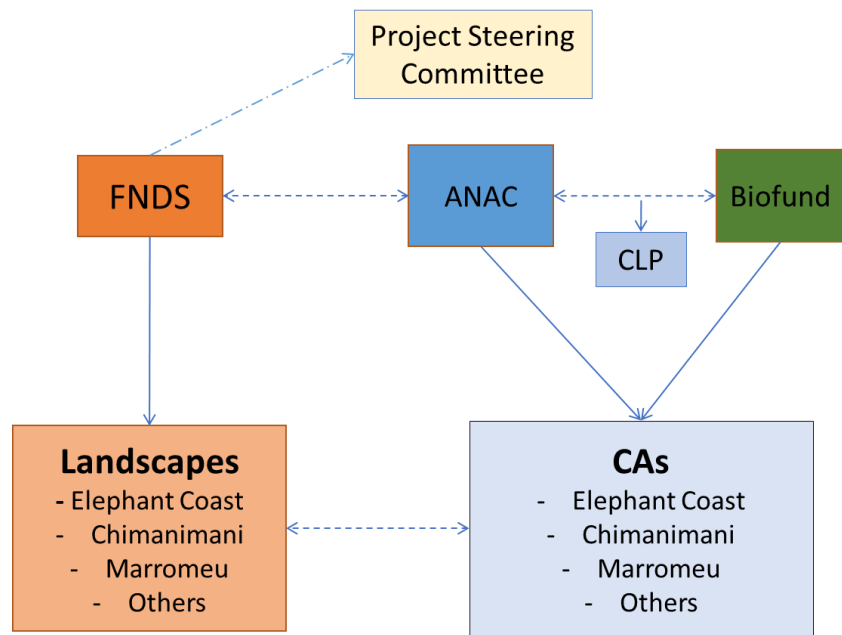 Project Steering
Committee
FNDS
ANAC
Biofund
CLP
Landscapes
- Elephant Coast
- Chimanimani
- Marromeu
- Others
CAs
- Elephant Coast
- Chimanimani
- Marromeu
- Others